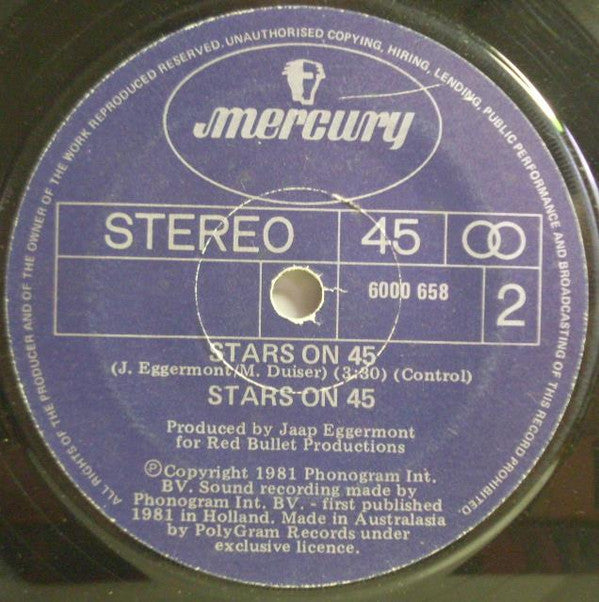 ALL RIGHTS OF THE PRODUCER AND OF THE OWNER OF THE WORK REPRODUCED RESERVED. UNAUTHORISED COPYING, HIRING, LENDING, PUBLIC PERFORMANCE AND BROADCASTING OF THIS RECORD PROHIBITED.
mercury
STEREO 45
6000 658 2
STARS ON 45
(J. Eggermont/M. Duiser) (3:30) (Control)
STARS ON 45
Produced by Jaap Eggermont
for Red Bullet Productions
ⓅCopyright 1981 Phonogram Int.
BV. Sound recording made by
Phonogram Int. BV. - first published
1981 in Holland. Made in Australasia
by PolyGram Records under
exclusive licence.